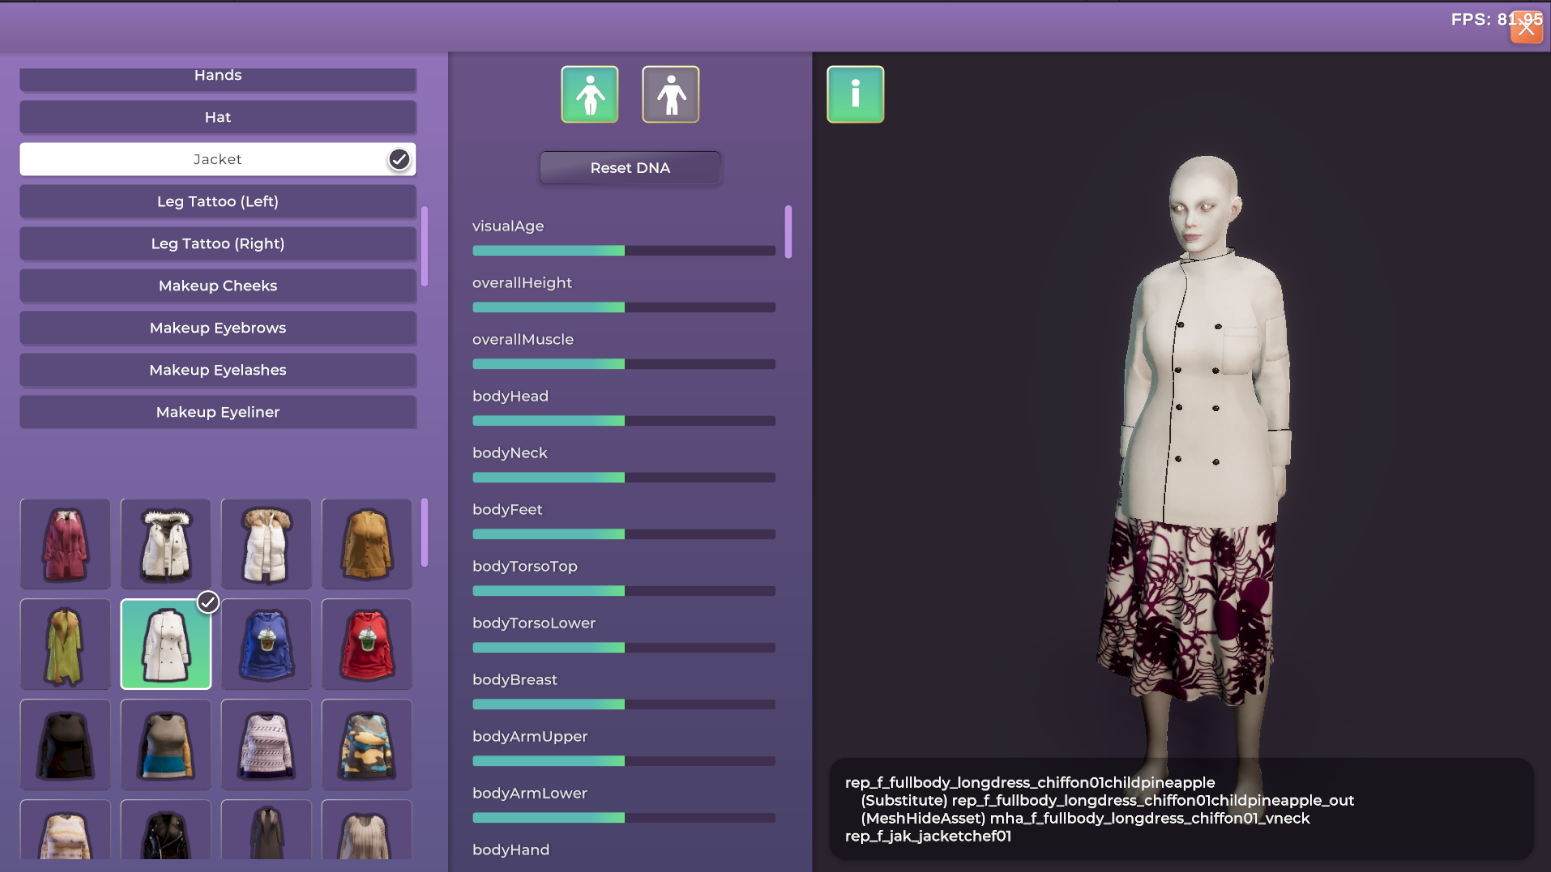 FPS: 81.95
Hands
Hat
Jacket
Leg Tattoo (Left)
Leg Tattoo (Right)
Makeup Cheeks
Makeup Eyebrows
Makeup Eyelashes
Makeup Eyeliner
Reset DNA
visualAge
overallHeight
overallMuscle
bodyHead
bodyNeck
bodyFeet
bodyTorsoTop
bodyTorsoLower
bodyBreast
bodyArmUpper
bodyArmLower
bodyHand
i
rep_f_fullbody_longdress_chiffon01childpineapple
(Substitute) rep_f_fullbody_longdress_chiffon01childpineapple_out
(MeshHideAsset) mha_f_fullbody_longdress_chiffon01_vneck
rep_f_jak_jacketchef01